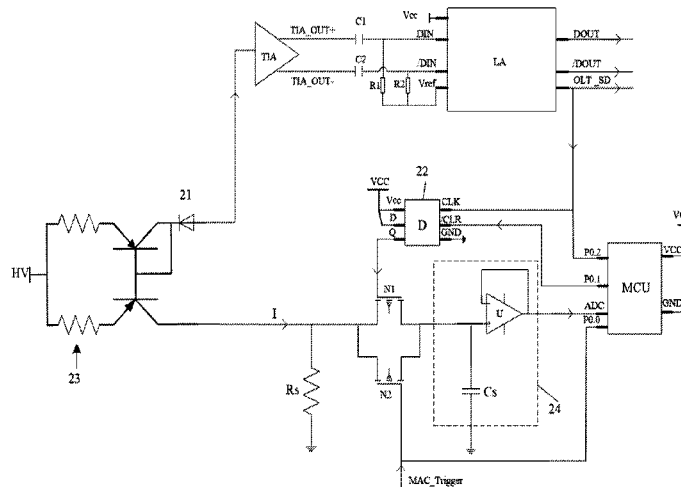 TIA_OUT+
C1
Vcc
DIN
DOUT
TIA
LA
C2
/DIN
/DOUT
TIA_OUT-
R1
R2
Vref
OLT_SD
22
VCC
Vcc
CLK
21
D
D
/CLR
Q
GND
P0.2
VCC
HV
N1
P0.1
MCU
U
ADC
GND
I
P0.0
23
Rs
N2
Cs
24
MAC_Trigger